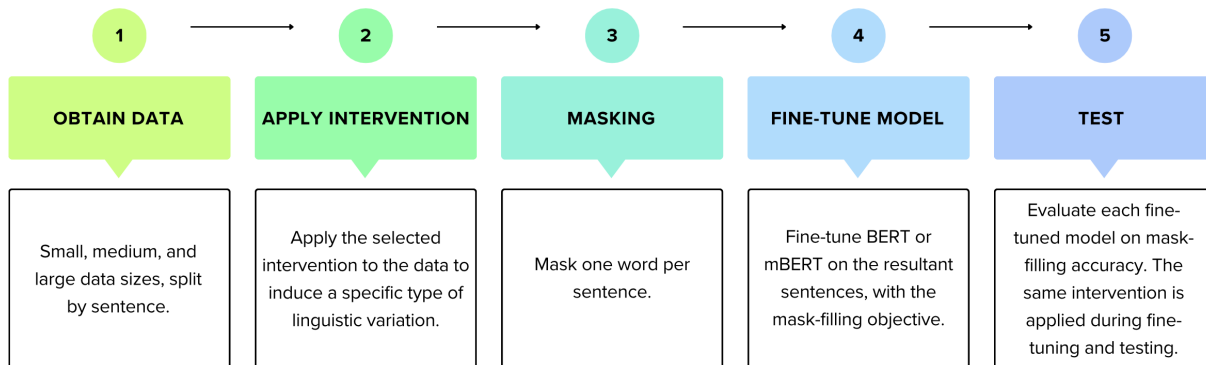 1
2
3
4
5
OBTAIN DATA
APPLY INTERVENTION
MASKING
FINE-TUNE MODEL
TEST
Small, medium, and
large data sizes, split
by sentence.
Apply the selected
intervention to the data to
induce a specific type of
linguistic variation.
Mask one word per
sentence.
Fine-tune BERT or
mBERT on the resultant
sentences, with the
mask-filling objective.
Evaluate each fine-
tuned model on mask-
filling accuracy. The
same intervention is
applied during fine-
tuning and testing.